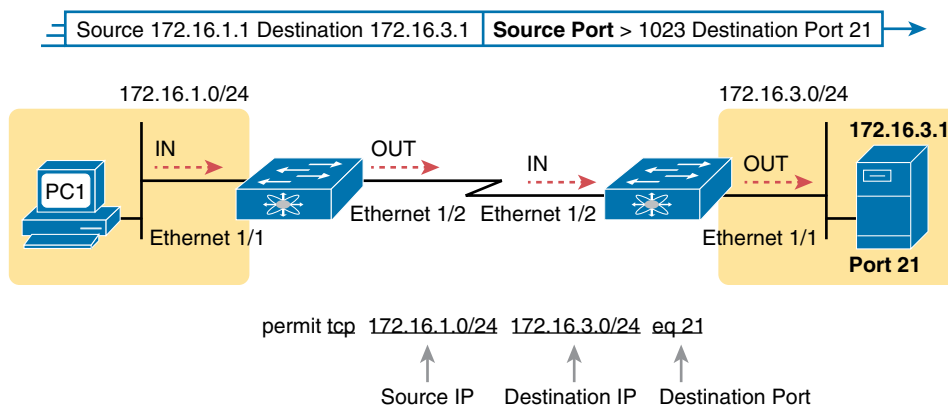 Source 172.16.1.1 Destination 172.16.3.1 Source Port > 1023 Destination Port 21
172.16.1.0/24 172.16.3.0/24
172.16.3.1
IN OUT IN OUT
PC1
Ethernet 1/1 Ethernet 1/2 Ethernet 1/2 Ethernet 1/1
Port 21
permit tcp 172.16.1.0/24 172.16.3.0/24 eq 21
Source IP Destination IP Destination Port